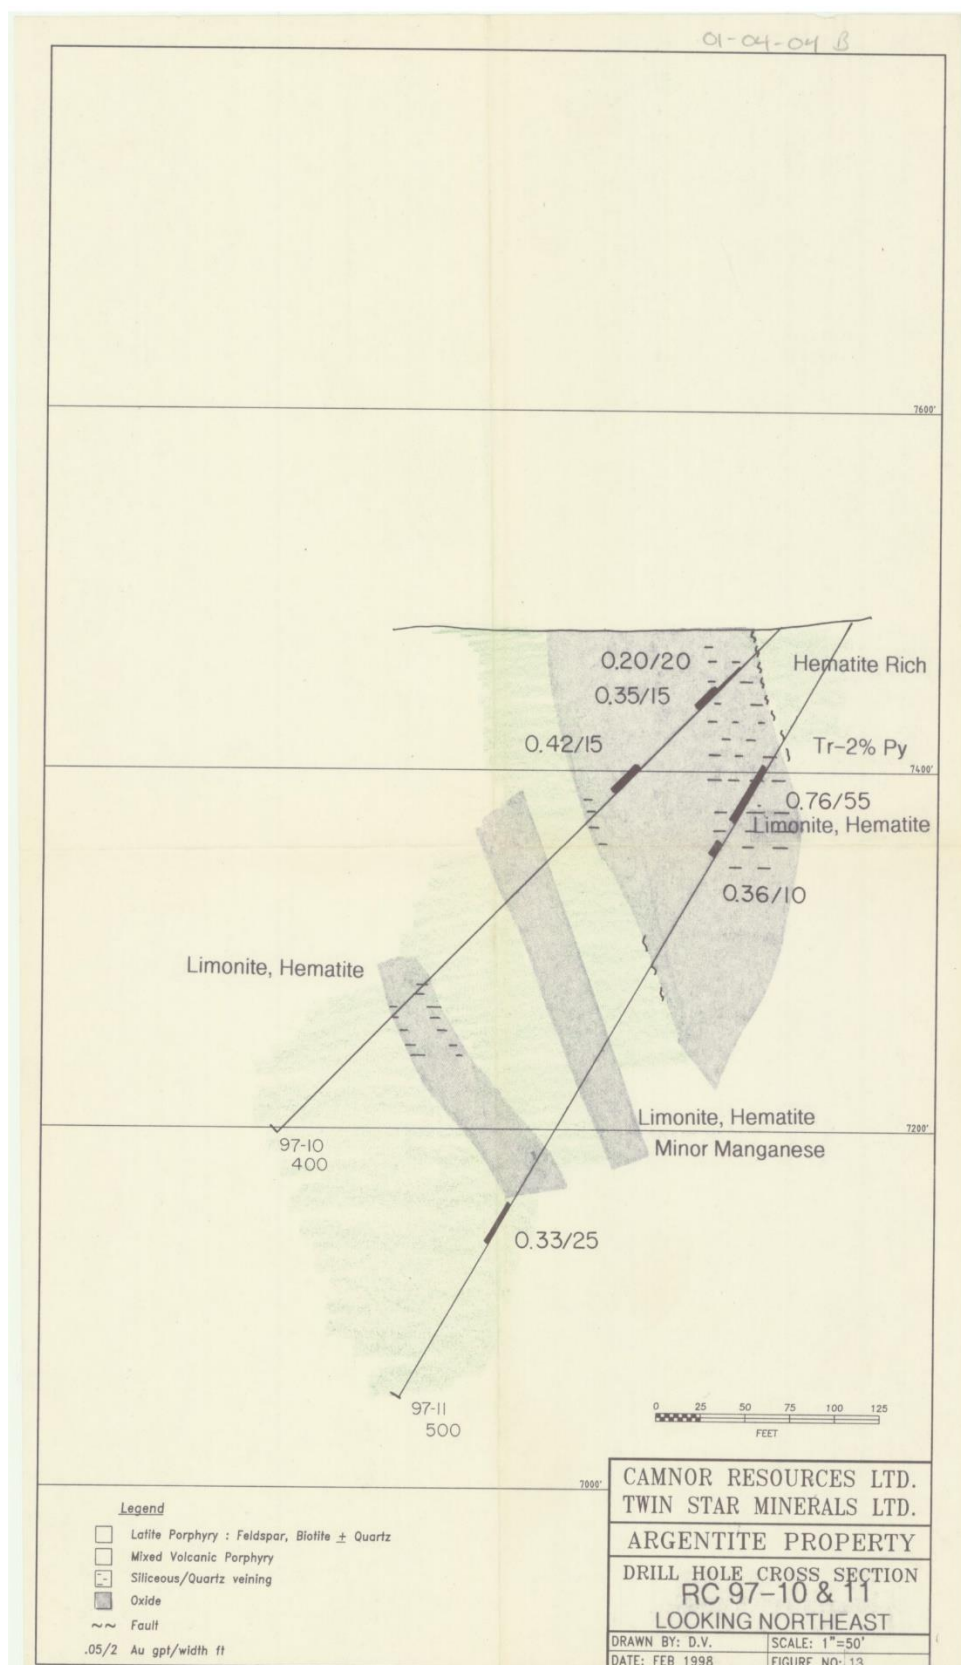 01-04-04 B
7600'
0.20/20
Hematite Rich
0.35/15
0.42/15
Tr-2% Py
7400'
0.76/55
Limonite, Hematite
0.36/10
Limonite, Hematite
Limonite, Hematite
7200'
Minor Manganese
97-10
400
0.33/25
97-11
500
0 25 50 75 100 125
FEET
7000'
CAMNOR RESOURCES LTD.
TWIN STAR MINERALS LTD.
ARGENTITE PROPERTY
DRILL HOLE CROSS SECTION
RC 97-10 & 11
LOOKING NORTHEAST
DRAWN BY: D.V. SCALE: 1"=50'
DATE: FEB 1998 FIGURE NO: 13
Legend
Latite Porphyry : Feldspar, Biotite ± Quartz
Mixed Volcanic Porphyry
Siliceous/Quartz veining
Oxide
~~ Fault
.05/2 Au gpt/width ft